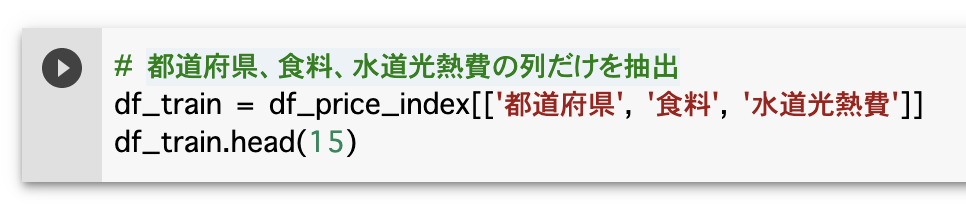 # 都道府県、食料、水道光熱費の列だけを抽出
df_train = df_price_index[['都道府県', '食料', '水道光熱費']]
df_train.head(15)